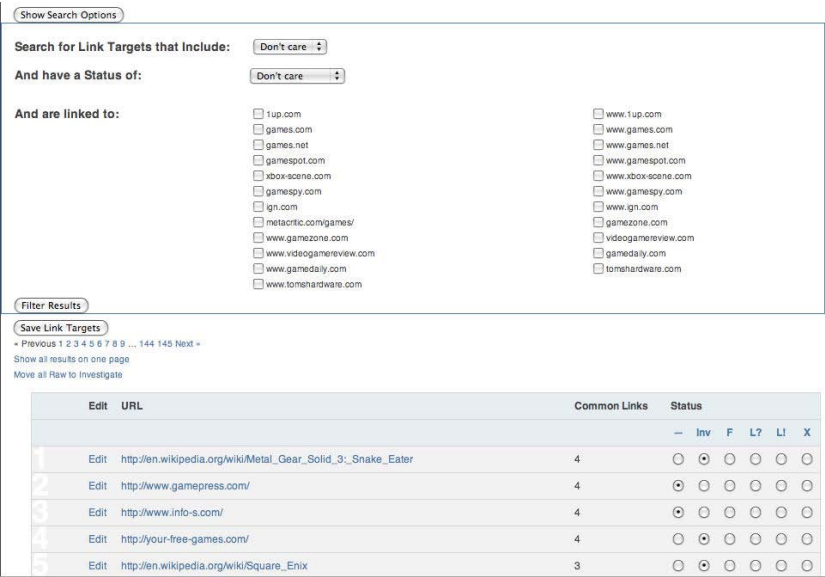 Show Search Options
Search for Link Targets that Include: Don't care
And have a Status of: Don't care
And are linked to:
1up.com www.1up.com
games.com www.games.com
games.net www.games.net
gamespot.com www.gamespot.com
xbox-scene.com www.xbox-scene.com
gamespy.com www.gamespy.com
ign.com www.ign.com
metacritic.com/games/ gamezone.com
www.gamezone.com videogamereview.com
www.videogamereview.com gamedaily.com
www.gamedaily.com tomshardware.com
www.tomshardware.com
Filter Results
Save Link Targets
« Previous 1 2 3 4 5 6 7 8 9 ... 144 145 Next »
Show all results on one page
Move all Raw to Investigate
Edit URL Common Links Status
— Inv F L? L! X
1 Edit http://en.wikipedia.org/wiki/Metal_Gear_Solid_3:_Snake_Eater 4
2 Edit http://www.gamepress.com/ 4
3 Edit http://www.info-s.com/ 4
4 Edit http://your-free-games.com/ 4
5 Edit http://en.wikipedia.org/wiki/Square_Enix 3